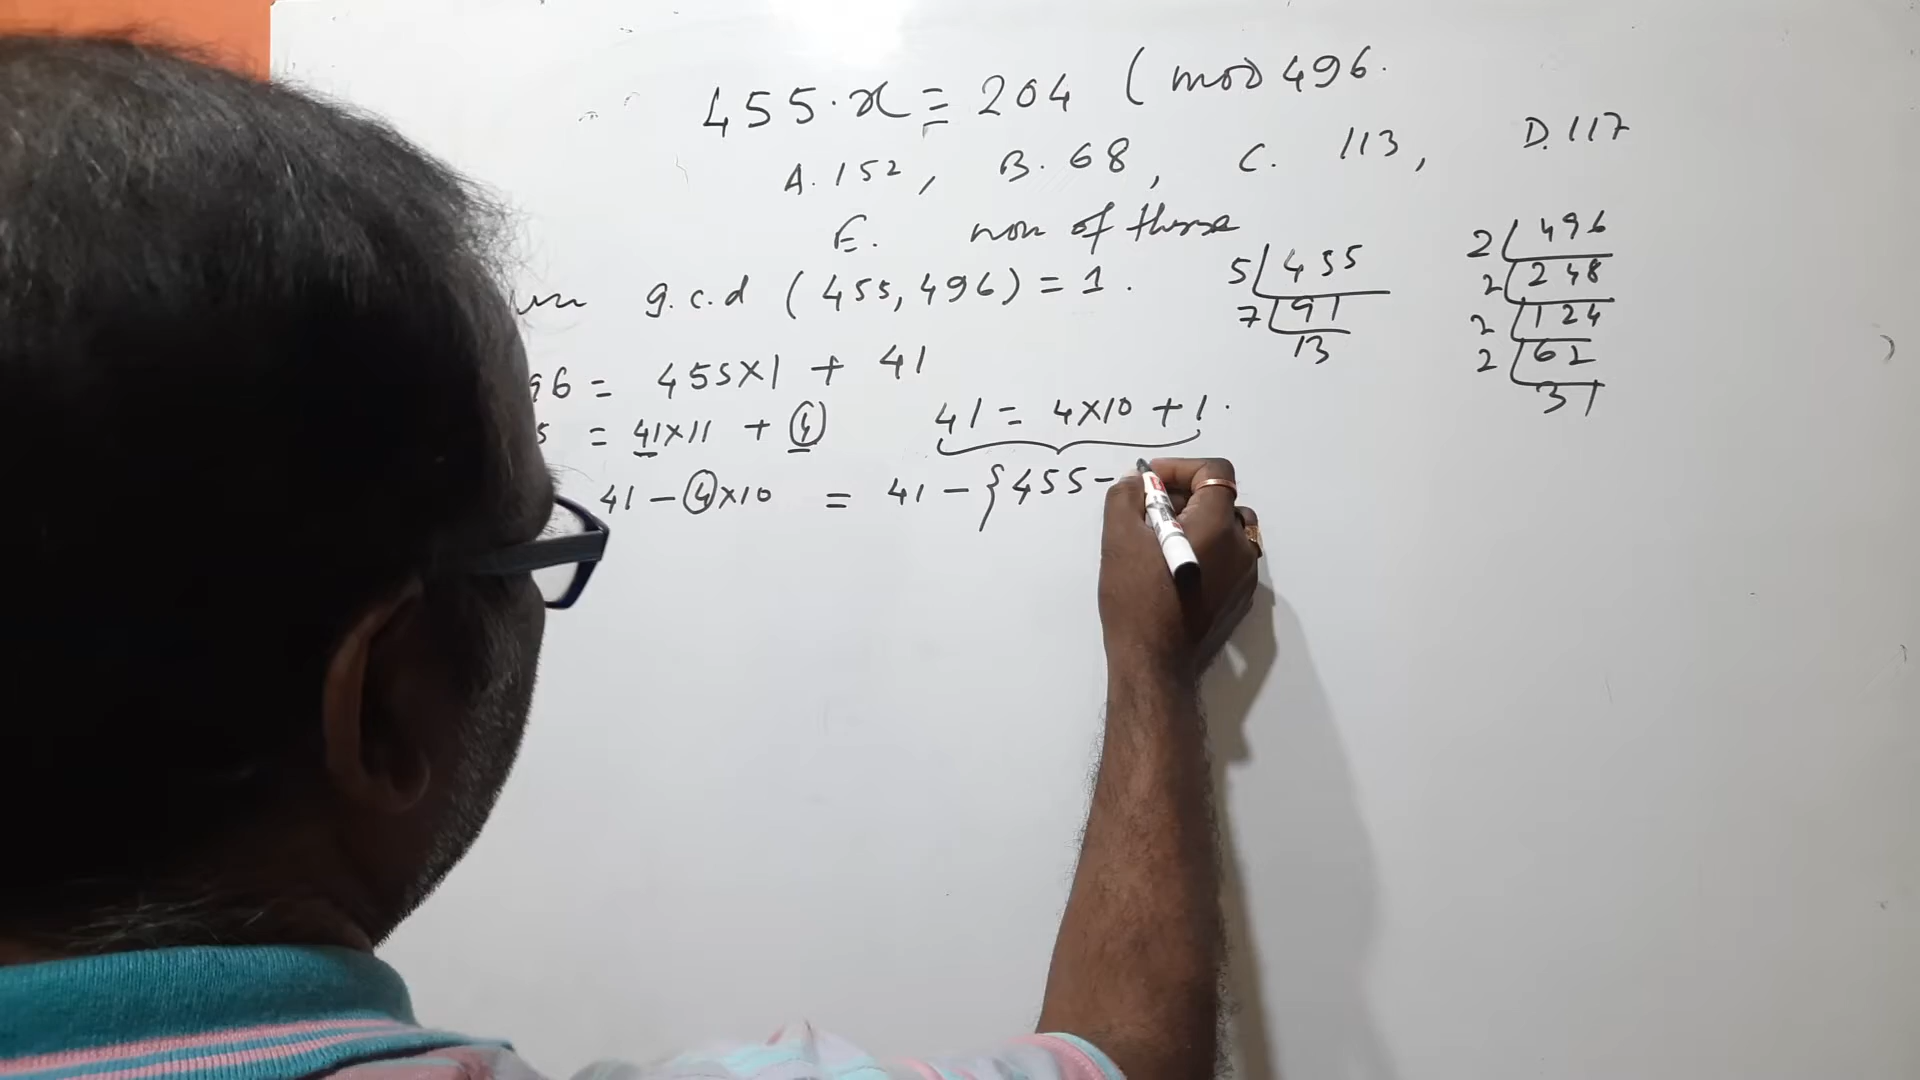 455·x ≡ 204 (mod 496.
A. 152, B. 68, C. 113, D. 117
E. non of these
g.c.d (455, 496) = 1.
5 | 455
7 | 91
13
2 | 496
2 | 248
2 | 124
2 | 62
31
96 = 455×1 + 41
5 = 41×11 + 4
41 = 4×10 + 1.
41 - 4×10 = 41 - {455 -